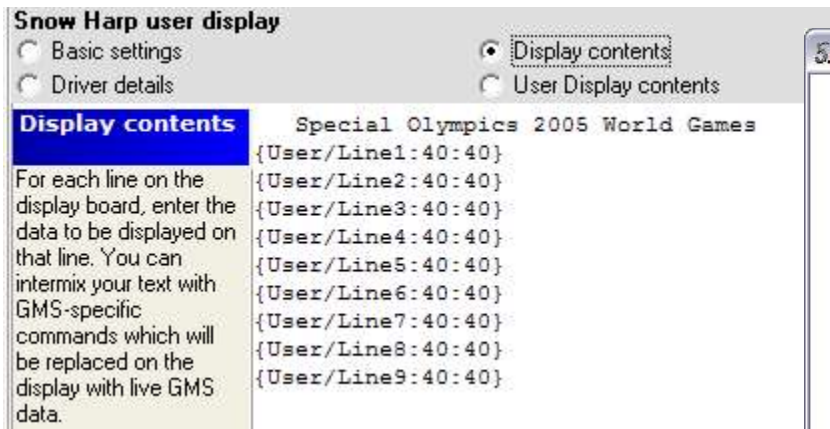 Snow Harp user display
Basic settings
Display contents
Driver details
User Display contents
Display contents
For each line on the
display board, enter the
data to be displayed on
that line. You can
intermix your text with
GMS-specific
commands which will
be replaced on the
display with live GMS
data.
Special Olympics 2005 World Games
{User/Line1:40:40}
{User/Line2:40:40}
{User/Line3:40:40}
{User/Line4:40:40}
{User/Line5:40:40}
{User/Line6:40:40}
{User/Line7:40:40}
{User/Line8:40:40}
{User/Line9:40:40}